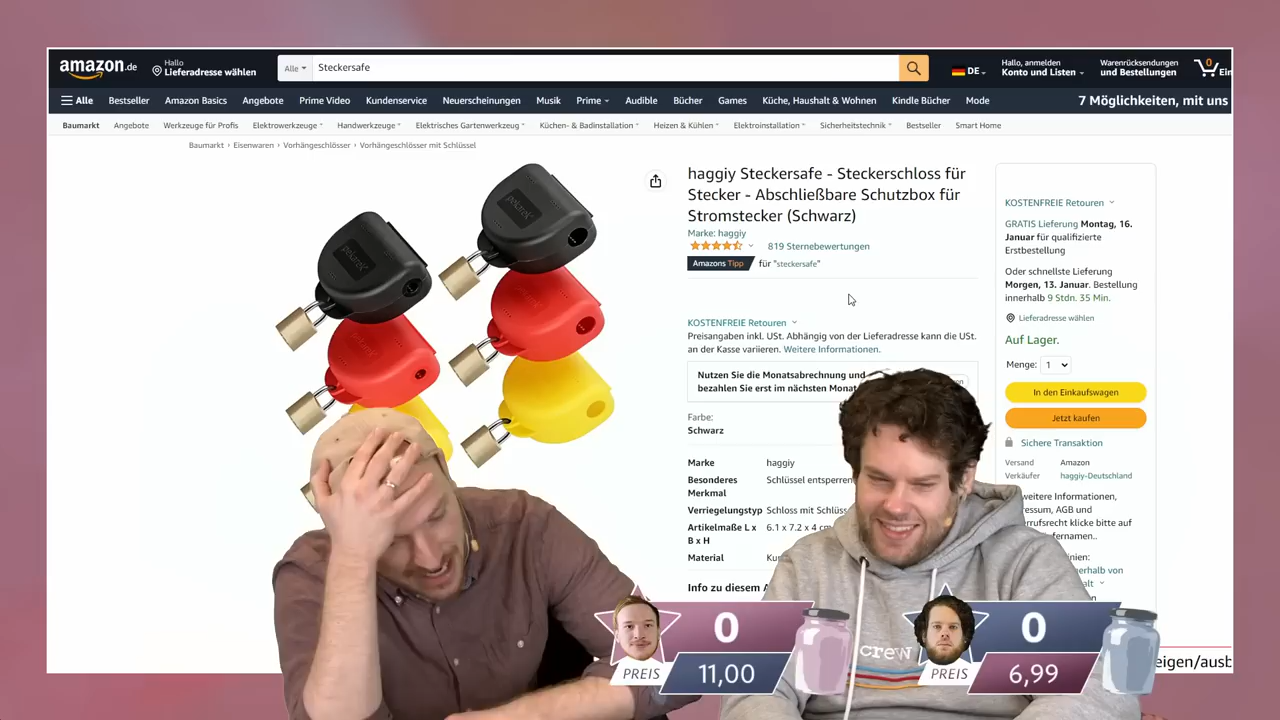 amazon.de
Hallo
Lieferadresse wählen
Alle
Steckersafe
DE
Hallo, anmelden
Konto und Listen
Warenrücksendungen
und Bestellungen
0
Alle
Bestseller
Amazon Basics
Angebote
Prime Video
Kundenservice
Neuerscheinungen
Musik
Prime
Audible
Bücher
Games
Küche, Haushalt & Wohnen
Kindle Bücher
Mode
7 Möglichkeiten, mit uns
Baumarkt
Angebote
Werkzeuge für Profis
Elektrowerkzeuge
Handwerkzeuge
Elektrisches Gartenwerkzeug
Küchen- & Badinstallation
Heizen & Kühlen
Elektroinstallation
Sicherheitstechnik
Bestseller
Smart Home
Baumarkt › Eisenwaren › Vorhängeschlösser › Vorhängeschlösser mit Schlüssel
haggiy Steckersafe - Steckerschloss für
Stecker - Abschließbare Schutzbox für
Stromstecker (Schwarz)
Marke: haggiy
819 Sternebewertungen
Amazons Tipp für "steckersafe"
KOSTENFREIE Retouren
Preisangaben inkl. USt. Abhängig von der Lieferadresse kann die USt.
an der Kasse variieren. Weitere Informationen.
Nutzen Sie die Monatsabrechnung und
bezahlen Sie erst im nächsten Monat
Farbe:
Schwarz
Marke haggiy
Besonderes Schlüssel entsperren
Merkmal
Verriegelungstyp Schloss mit Schlüss
Artikelmaße L x 6.1 x 7.2 x 4 cm
B x H
Material
Info zu diesem A
KOSTENFREIE Retouren
GRATIS Lieferung Montag, 16.
Januar für qualifizierte
Erstbestellung
Oder schnellste Lieferung
Morgen, 13. Januar. Bestellung
innerhalb 9 Stdn. 35 Min.
Lieferadresse wählen
Auf Lager.
Menge: 1
In den Einkaufswagen
Jetzt kaufen
Sichere Transaktion
Versand Amazon
Verkäufer haggiy-Deutschland
weitere Informationen,
ressum, AGB und
errufsrecht klicke bitte auf
fernamen..
inien:
erhalb von
alt
eigen/ausb
crew
0
PREIS
11,00
0
PREIS
6,99